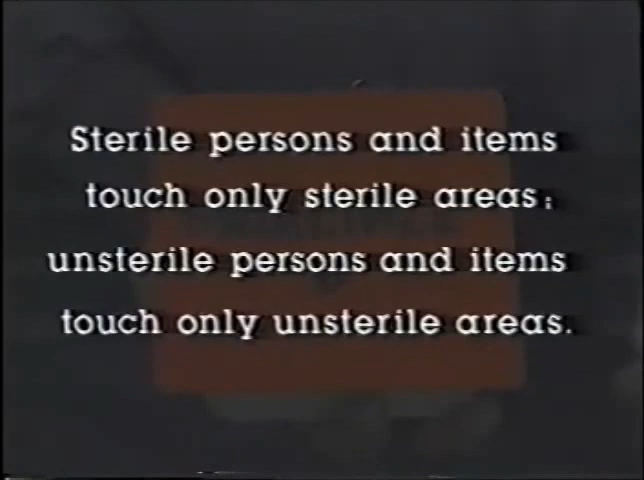 Sterile persons and items
touch only sterile areas;
unsterile persons and items
touch only unsterile areas.